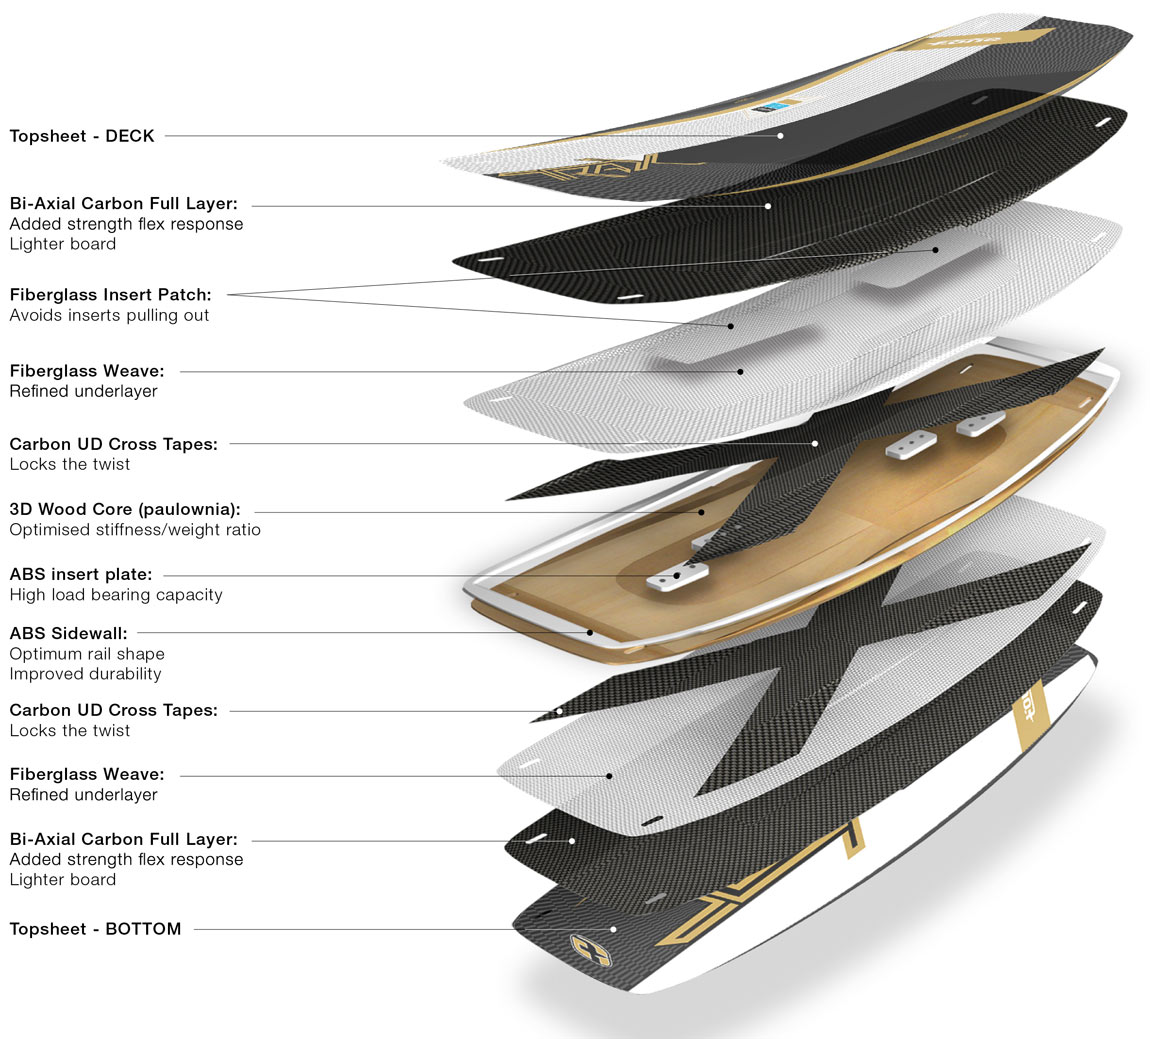 Topsheet - DECK
Bi-Axial Carbon Full Layer:
Added strength flex response
Lighter board
Fiberglass Insert Patch:
Avoids inserts pulling out
Fiberglass Weave:
Refined underlayer
Carbon UD Cross Tapes:
Locks the twist
3D Wood Core (paulownia):
Optimised stiffness/weight ratio
ABS insert plate:
High load bearing capacity
ABS Sidewall:
Optimum rail shape
Improved durability
Carbon UD Cross Tapes:
Locks the twist
Fiberglass Weave:
Refined underlayer
Bi-Axial Carbon Full Layer:
Added strength flex response
Lighter board
Topsheet - BOTTOM